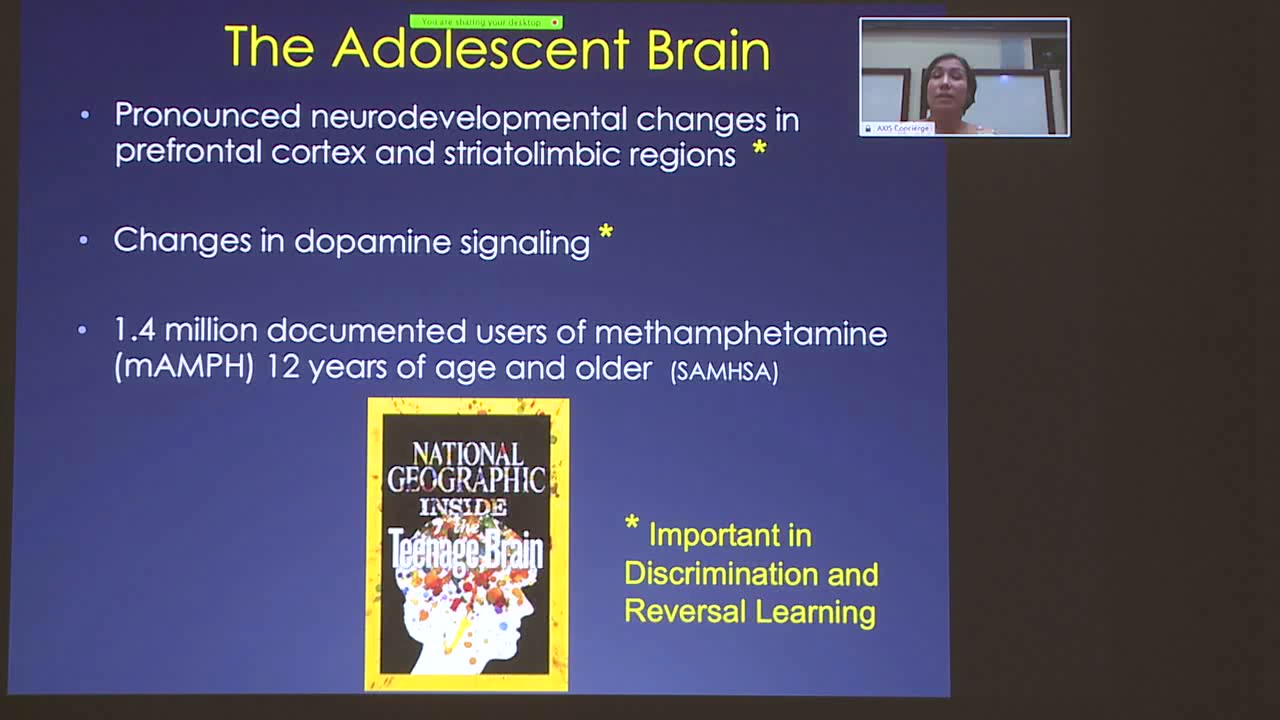 You are sharing your desktop
The Adolescent Brain
AXIS Concierge
• Pronounced neurodevelopmental changes in
prefrontal cortex and striatolimbic regions *
• Changes in dopamine signaling *
• 1.4 million documented users of methamphetamine
(mAMPH) 12 years of age and older (SAMHSA)
NATIONAL
GEOGRAPHIC
INSIDE
the
Teenage Brain
* Important in
Discrimination and
Reversal Learning